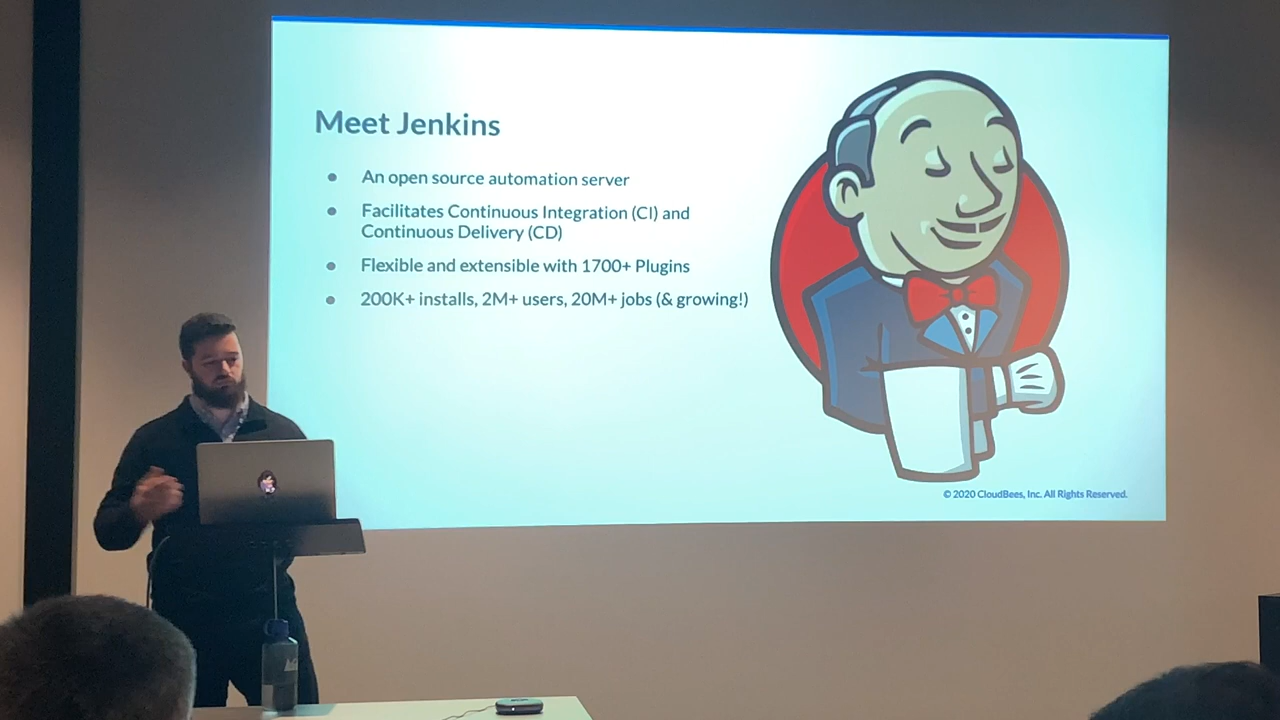 Meet Jenkins
● An open source automation server
● Facilitates Continuous Integration (CI) and
Continuous Delivery (CD)
● Flexible and extensible with 1700+ Plugins
● 200K+ installs, 2M+ users, 20M+ jobs (& growing!)
© 2020 CloudBees, Inc. All Rights Reserved.